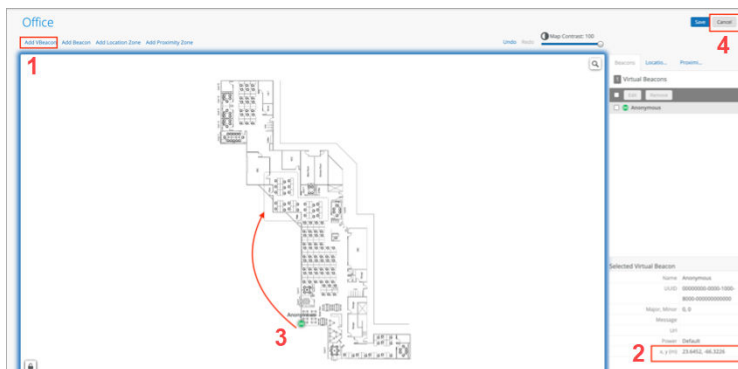 Office
Save
Cancel
Add VBeacon
Add Beacon
Add Location Zone
Add Proximity Zone
Undo
Redo
Map Contrast: 100
1
4
Beacons
Locatio...
Proximi...
1 Virtual Beacons
Edit
Remove
Anonymous
Anonymous
3
Selected Virtual Beacon
Name Anonymous
UUID 00000000-0000-1000-
8000-000000000000
Major, Minor 0, 0
Message
Url
Power Default
2
x, y (m) 23.6452, -66.3226